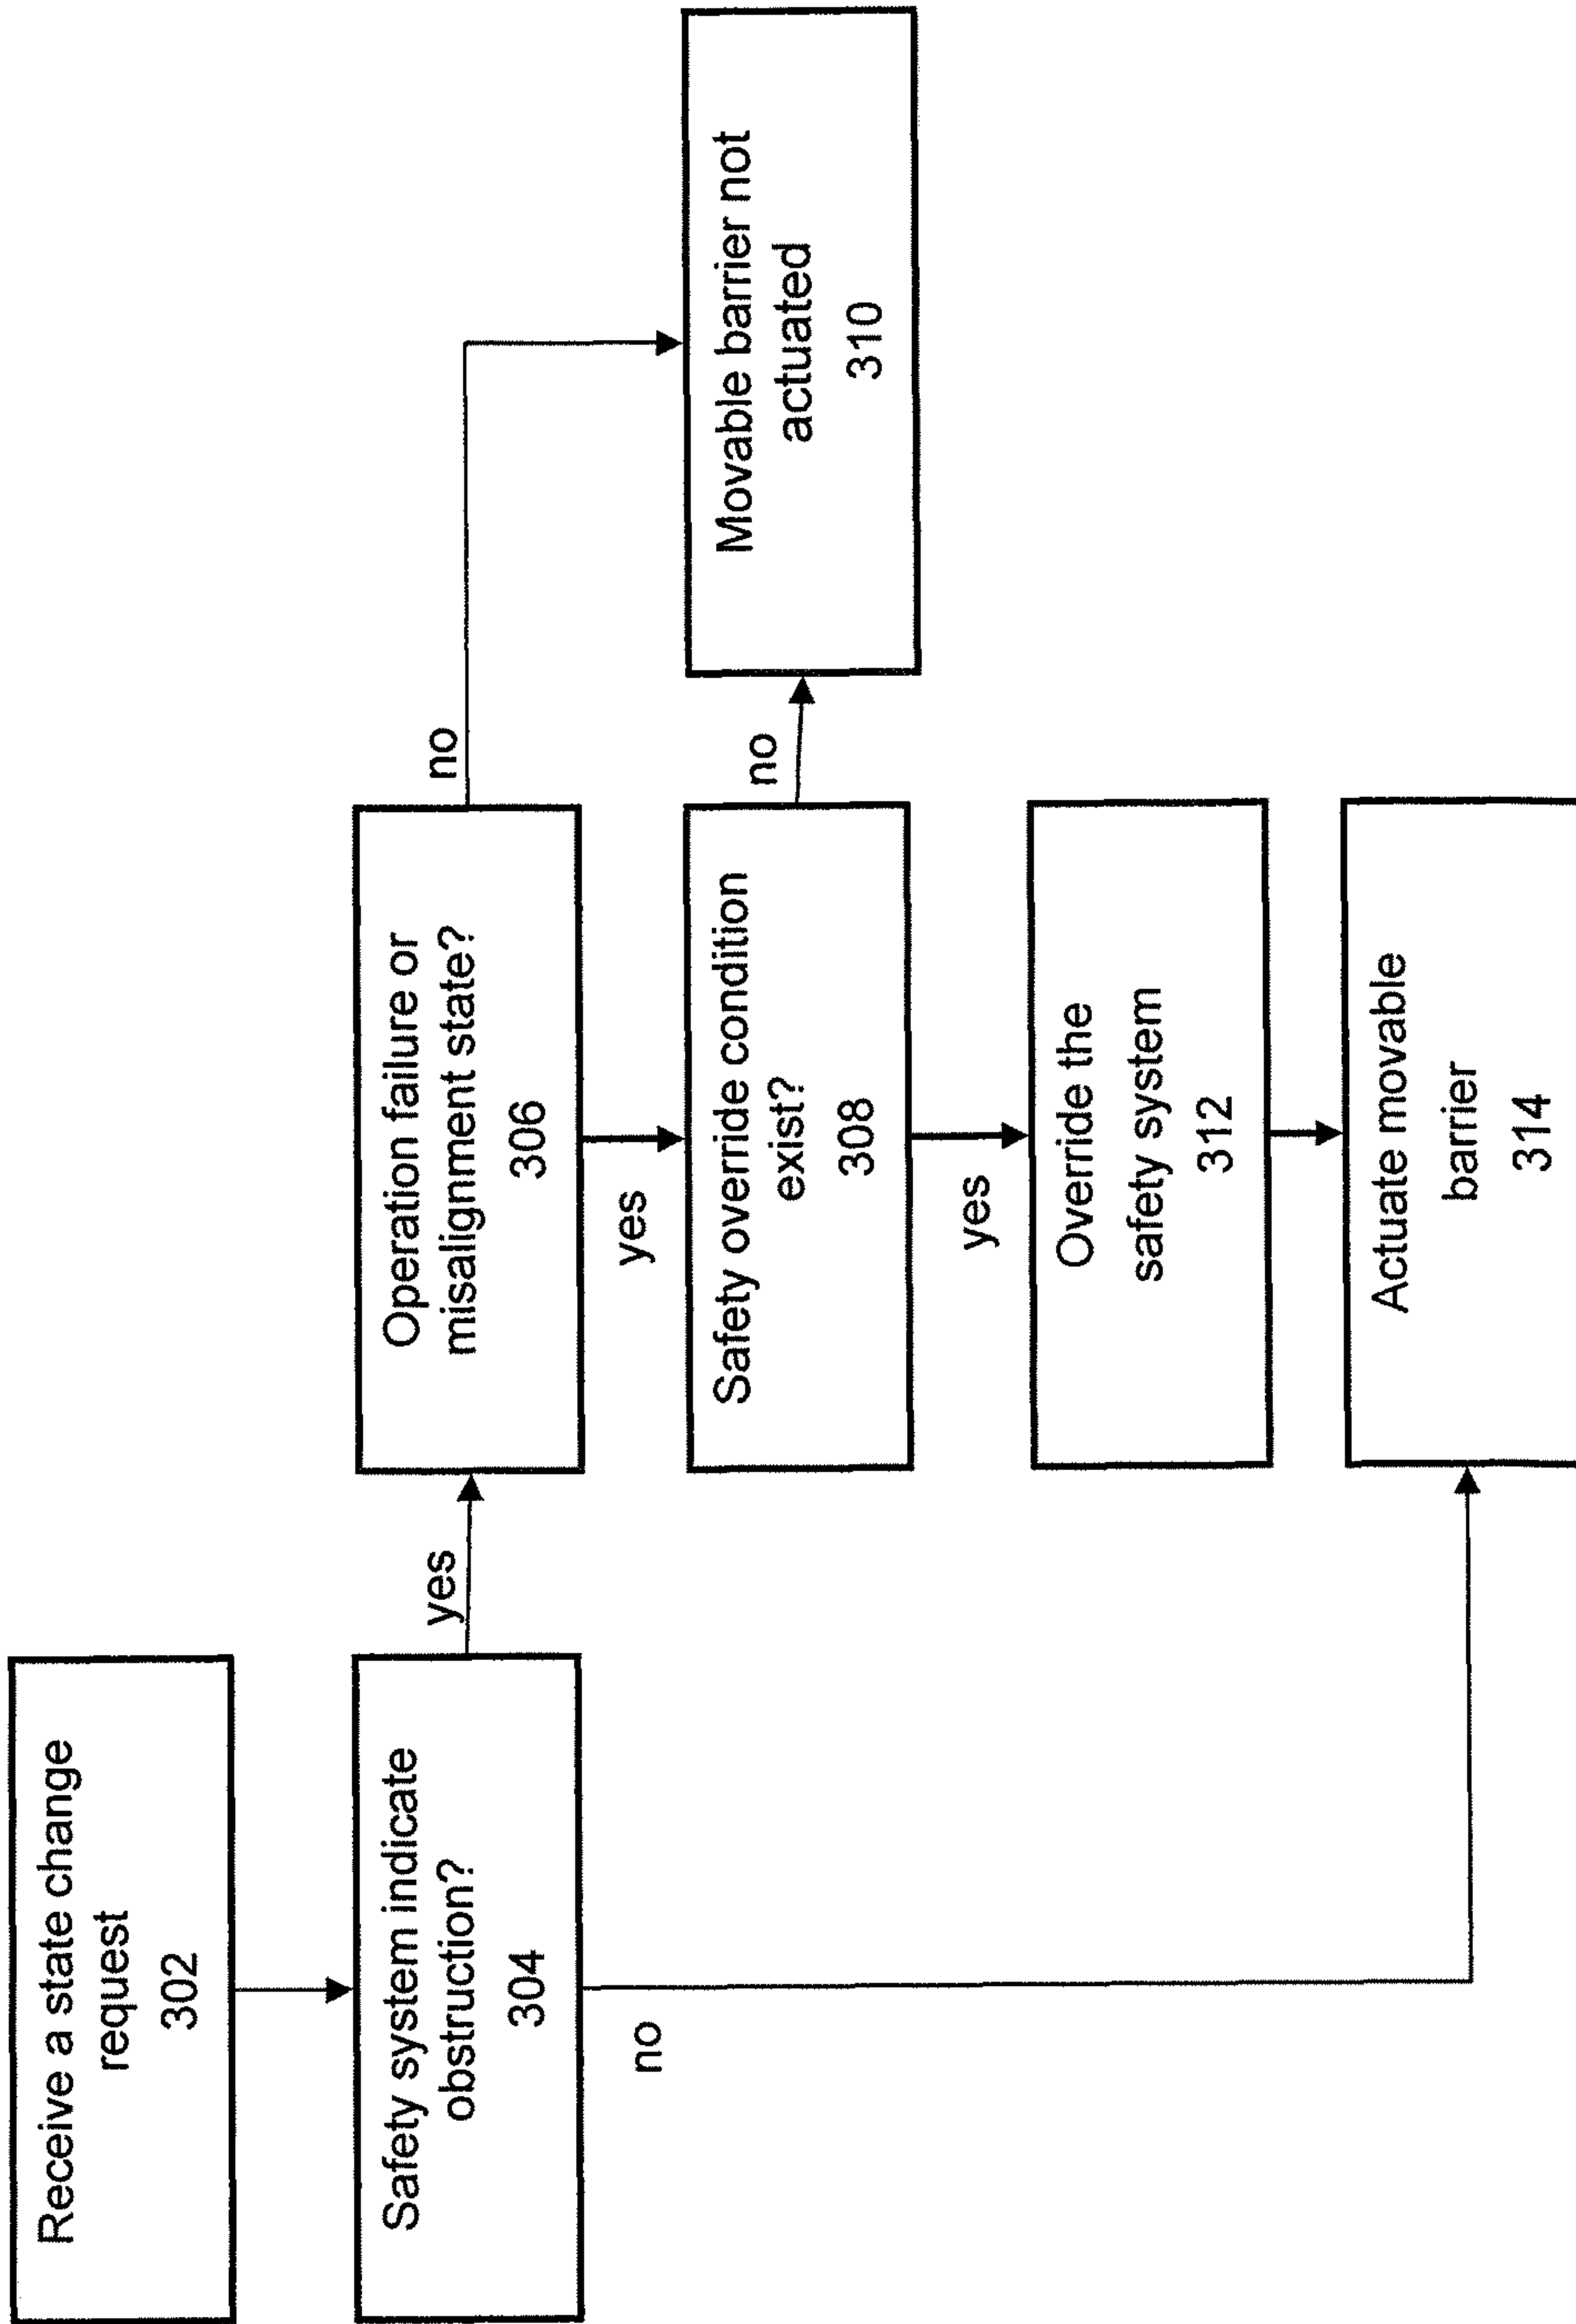 Receive a state change
request
302
Safety system indicate
obstruction?
304
yes
no
Operation failure or
misalignment state?
306
no
yes
Safety override condition
exist?
308
no
yes
Movable barrier not
actuated
310
Override the
safety system
312
Actuate movable
barrier
314